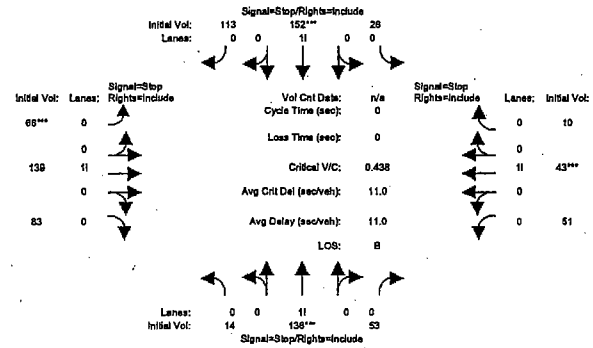 Signal=Stop/Rights=Include
Initial Vol: 113 152*** 26
Lanes: 0 0 1! 0 0
Signal=Stop Signal=Stop
Initial Vol: Lanes: Rights=Include Vol Cnt Date: n/a Rights=Include Lanes: Initial Vol:
Cycle Time (sec): 0
66*** 0 0 10
Loss Time (sec): 0
0 0
139 1! Critical V/C: 0.438 1! 43***
0 Avg Crit Del (sec/veh): 11.0 0
83 0 Avg Delay (sec/veh): 11.0 0 51
LOS: B
Lanes: 0 0 1! 0 0
Initial Vol: 14 136*** 53
Signal=Stop/Rights=Include